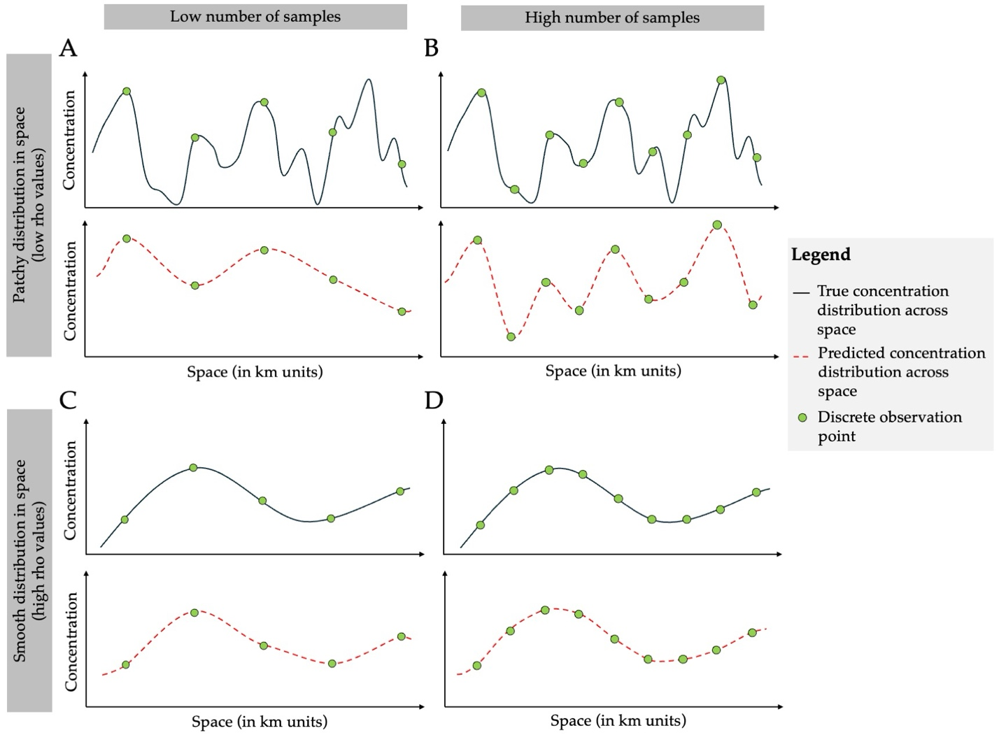 Low number of samples
High number of samples
A
B
Patchy distribution in space
(low rho values)
Concentration
Concentration
Concentration
Concentration
Space (in km units)
Space (in km units)
Legend
True concentration
distribution across
space
Predicted concentration
distribution across
space
Discrete observation
point
C
D
Smooth distribution in space
(high rho values)
Concentration
Concentration
Space (in km units)
Space (in km units)